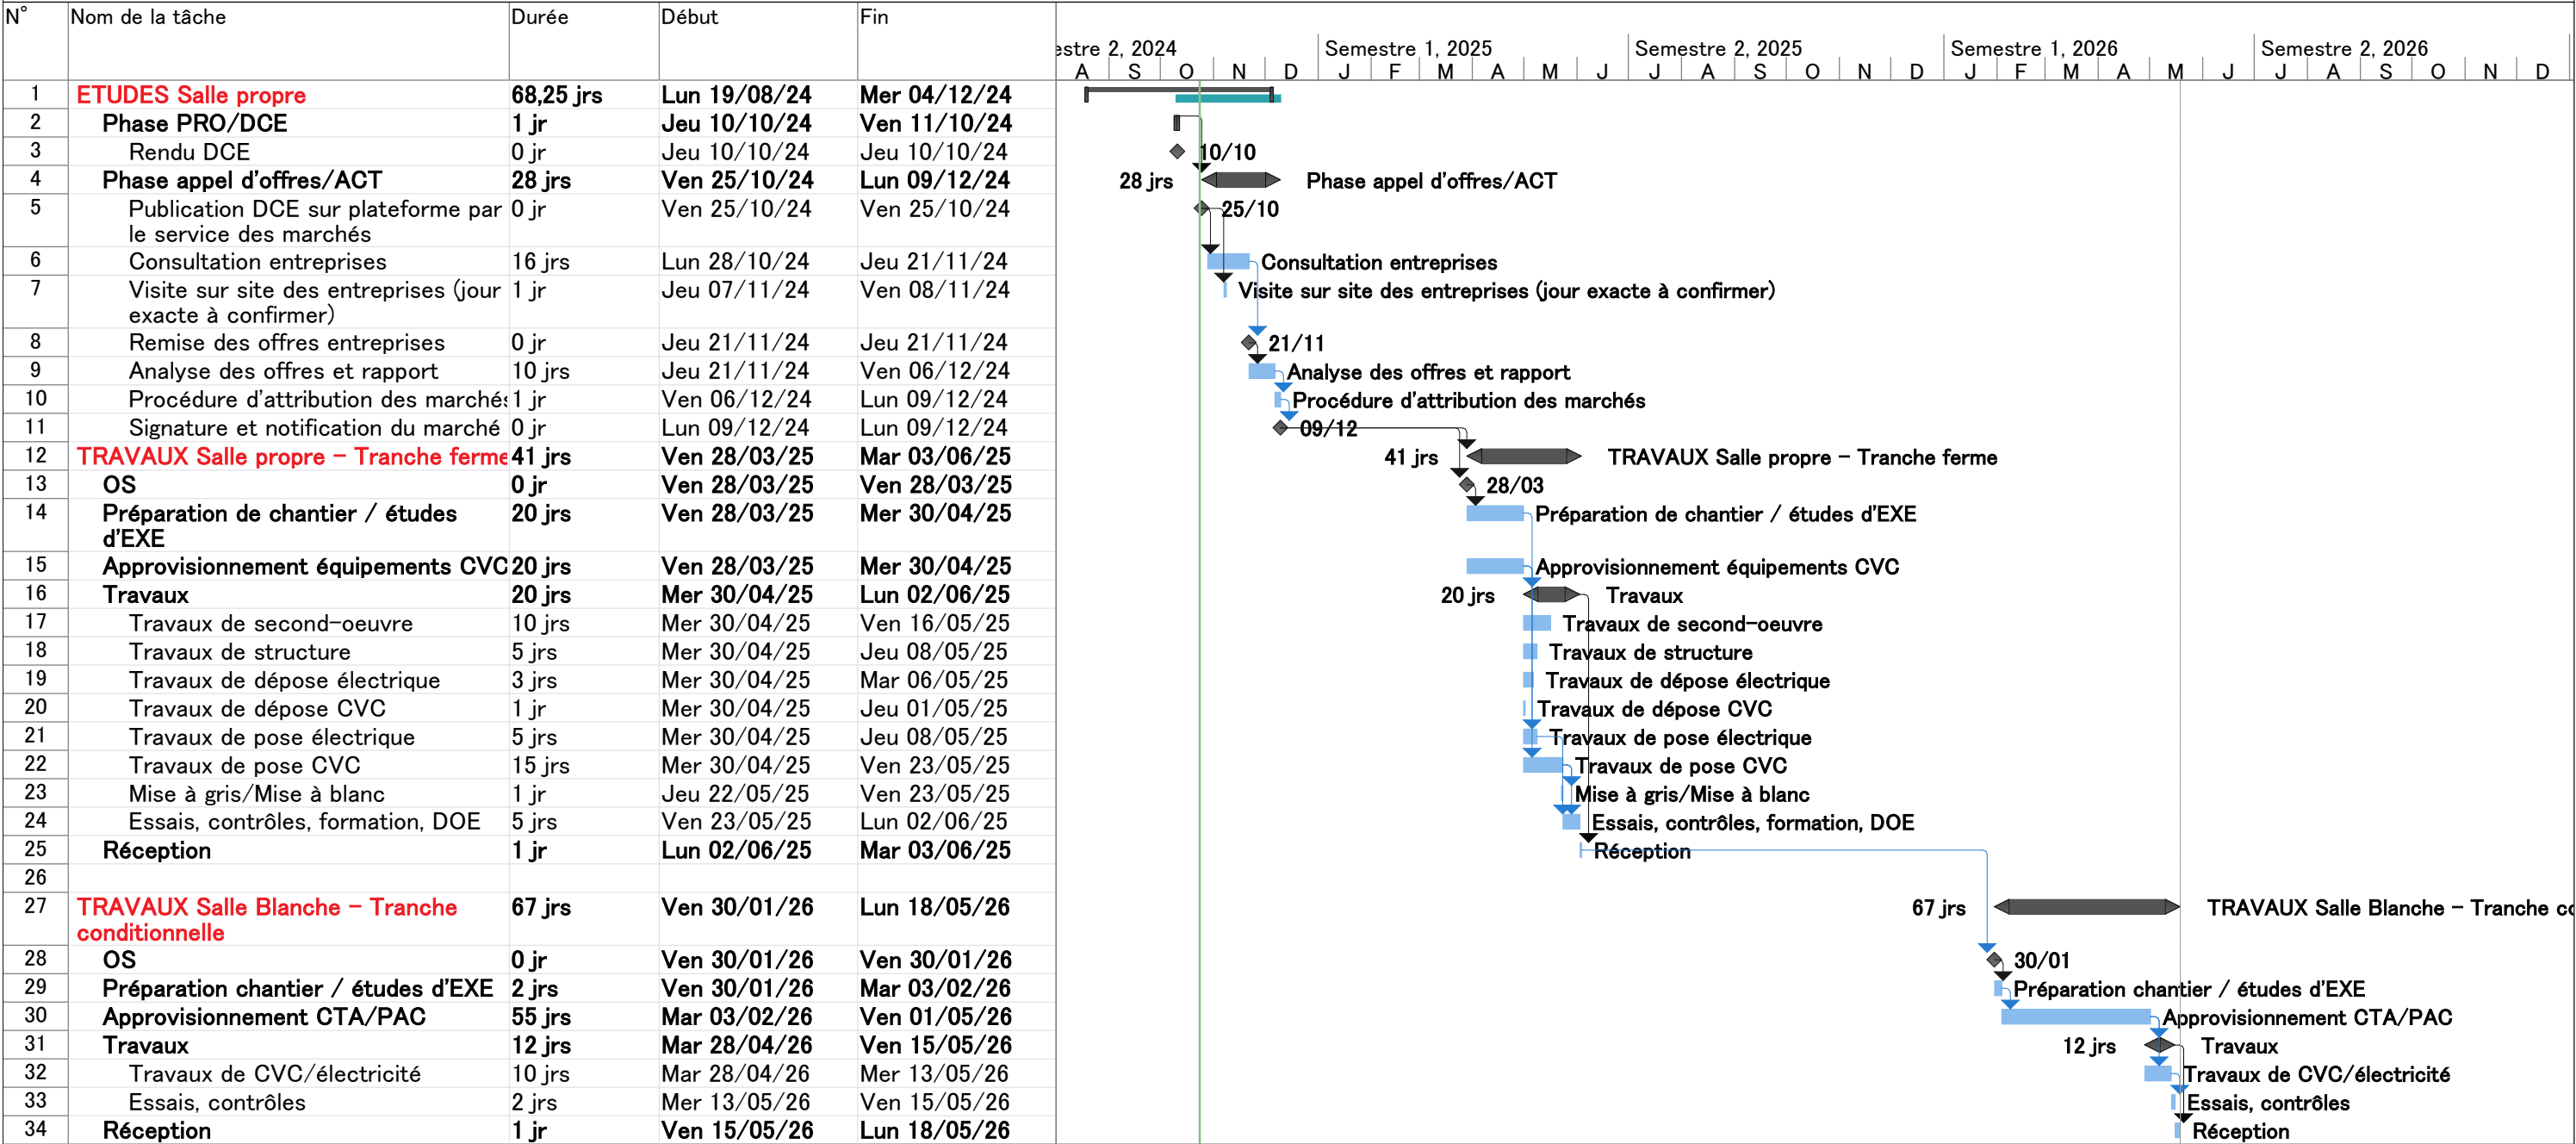 N° Nom de la tâche Durée Début Fin
estre 2, 2024 Semestre 1, 2025 Semestre 2, 2025 Semestre 1, 2026 Semestre 2, 2026
A S O N D J F M A M J J A S O N D J F M A M J J A S O N D
1 ETUDES Salle propre 68,25 jrs Lun 19/08/24 Mer 04/12/24
2 Phase PRO/DCE 1 jr Jeu 10/10/24 Ven 11/10/24
3 Rendu DCE 0 jr Jeu 10/10/24 Jeu 10/10/24 10/10
4 Phase appel d'offres/ACT 28 jrs Ven 25/10/24 Lun 09/12/24 28 jrs Phase appel d'offres/ACT
5 Publication DCE sur plateforme par 0 jr Ven 25/10/24 Ven 25/10/24 25/10
le service des marchés
6 Consultation entreprises 16 jrs Lun 28/10/24 Jeu 21/11/24 Consultation entreprises
7 Visite sur site des entreprises (jour 1 jr Jeu 07/11/24 Ven 08/11/24 Visite sur site des entreprises (jour exacte à confirmer)
exacte à confirmer)
8 Remise des offres entreprises 0 jr Jeu 21/11/24 Jeu 21/11/24 21/11
9 Analyse des offres et rapport 10 jrs Jeu 21/11/24 Ven 06/12/24 Analyse des offres et rapport
10 Procédure d'attribution des marchés 1 jr Ven 06/12/24 Lun 09/12/24 Procédure d'attribution des marchés
11 Signature et notification du marché 0 jr Lun 09/12/24 Lun 09/12/24 09/12
12 TRAVAUX Salle propre - Tranche ferme 41 jrs Ven 28/03/25 Mar 03/06/25 41 jrs TRAVAUX Salle propre - Tranche ferme
13 OS 0 jr Ven 28/03/25 Ven 28/03/25 28/03
14 Préparation de chantier / études 20 jrs Ven 28/03/25 Mer 30/04/25 Préparation de chantier / études d'EXE
d'EXE
15 Approvisionnement équipements CVC 20 jrs Ven 28/03/25 Mer 30/04/25 Approvisionnement équipements CVC
16 Travaux 20 jrs Mer 30/04/25 Lun 02/06/25 20 jrs Travaux
17 Travaux de second-oeuvre 10 jrs Mer 30/04/25 Ven 16/05/25 Travaux de second-oeuvre
18 Travaux de structure 5 jrs Mer 30/04/25 Jeu 08/05/25 Travaux de structure
19 Travaux de dépose électrique 3 jrs Mer 30/04/25 Mar 06/05/25 Travaux de dépose électrique
20 Travaux de dépose CVC 1 jr Mer 30/04/25 Jeu 01/05/25 Travaux de dépose CVC
21 Travaux de pose électrique 5 jrs Mer 30/04/25 Jeu 08/05/25 Travaux de pose électrique
22 Travaux de pose CVC 15 jrs Mer 30/04/25 Ven 23/05/25 Travaux de pose CVC
23 Mise à gris/Mise à blanc 1 jr Jeu 22/05/25 Ven 23/05/25 Mise à gris/Mise à blanc
24 Essais, contrôles, formation, DOE 5 jrs Ven 23/05/25 Lun 02/06/25 Essais, contrôles, formation, DOE
25 Réception 1 jr Lun 02/06/25 Mar 03/06/25 Réception
26
27 TRAVAUX Salle Blanche - Tranche 67 jrs Ven 30/01/26 Lun 18/05/26 67 jrs TRAVAUX Salle Blanche - Tranche co
conditionnelle
28 OS 0 jr Ven 30/01/26 Ven 30/01/26 30/01
29 Préparation chantier / études d'EXE 2 jrs Ven 30/01/26 Mar 03/02/26 Préparation chantier / études d'EXE
30 Approvisionnement CTA/PAC 55 jrs Mar 03/02/26 Ven 01/05/26 Approvisionnement CTA/PAC
31 Travaux 12 jrs Mar 28/04/26 Ven 15/05/26 12 jrs Travaux
32 Travaux de CVC/électricité 10 jrs Mar 28/04/26 Mer 13/05/26 Travaux de CVC/électricité
33 Essais, contrôles 2 jrs Mer 13/05/26 Ven 15/05/26 Essais, contrôles
34 Réception 1 jr Ven 15/05/26 Lun 18/05/26 Réception